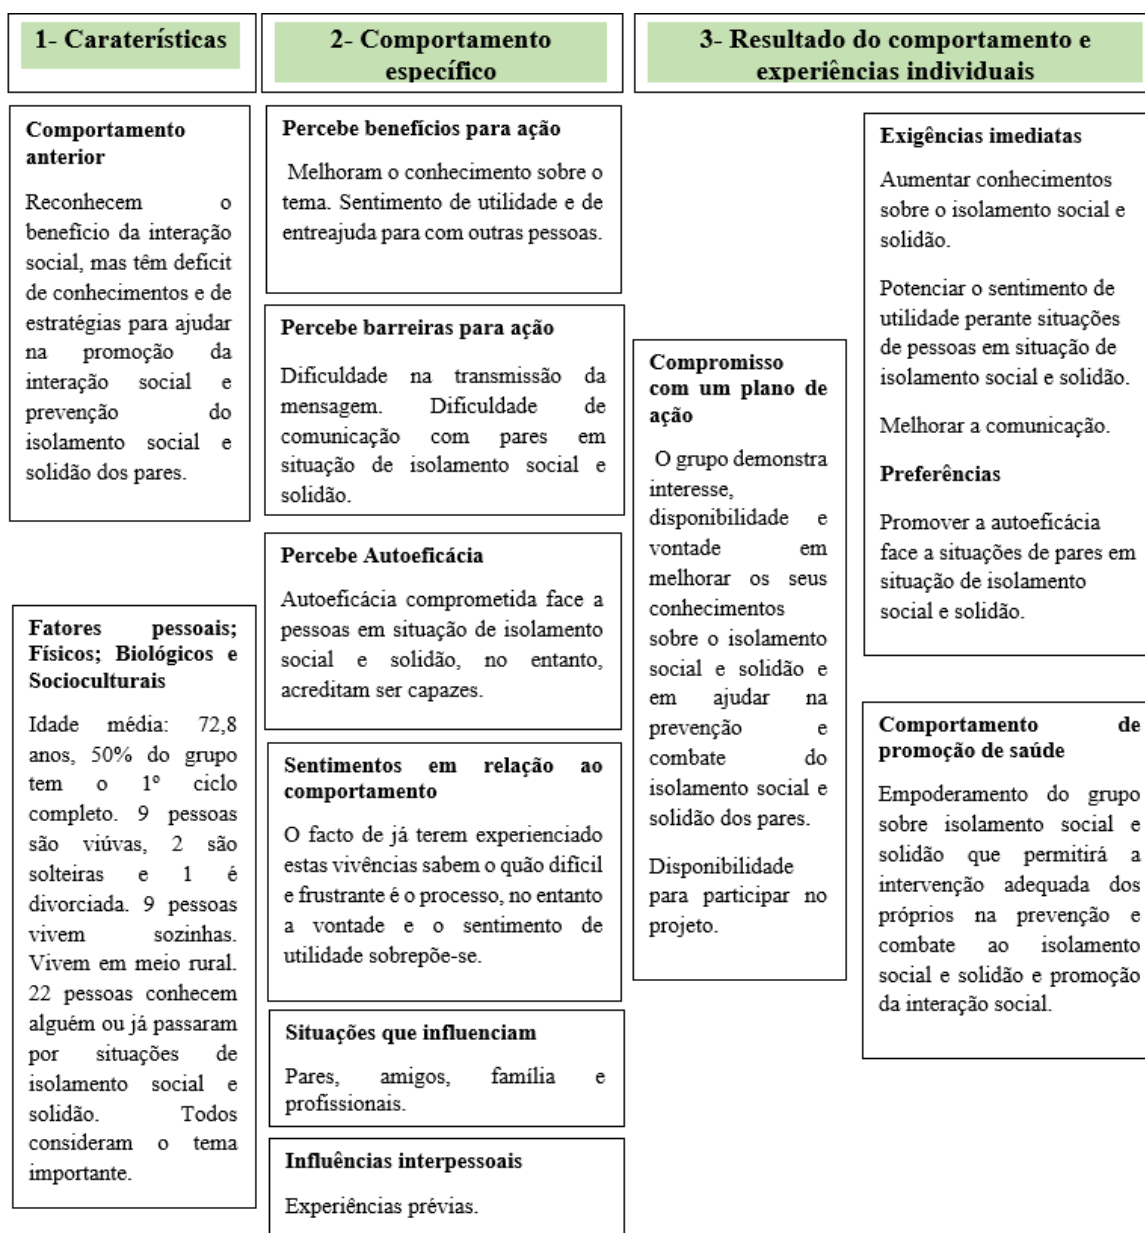 1- Caraterísticas
2- Comportamento
específico
3- Resultado do comportamento e
experiências individuais
Comportamento
anterior
Reconhecem o
benefício da interação
social, mas têm defícit
de conhecimentos e de
estratégias para ajudar
na promoção da
interação social e
prevenção do
isolamento social e
solidão dos pares.
Fatores pessoais;
Físicos; Biológicos e
Socioculturais
Idade média: 72,8
anos, 50% do grupo
tem o 1º ciclo
completo. 9 pessoas
são viúvas, 2 são
solteiras e 1 é
divorciada. 9 pessoas
vivem sozinhas.
Vivem em meio rural.
22 pessoas conhecem
alguém ou já passaram
por situações de
isolamento social e
solidão. Todos
consideram o tema
importante.
Percebe benefícios para ação
Melhoram o conhecimento sobre o
tema. Sentimento de utilidade e de
entreajuda para com outras pessoas.
Percebe barreiras para ação
Dificuldade na transmissão da
mensagem. Dificuldade de
comunicação com pares em
situação de isolamento social e
solidão.
Percebe Autoeficácia
Autoeficácia comprometida face a
pessoas em situação de isolamento
social e solidão, no entanto,
acreditam ser capazes.
Sentimentos em relação ao
comportamento
O facto de já terem experienciado
estas vivências sabem o quão difícil
e frustrante é o processo, no entanto
a vontade e o sentimento de
utilidade sobrepõe-se.
Situações que influenciam
Pares, amigos, família e
profissionais.
Influências interpessoais
Experiências prévias.
Compromisso
com um plano de
ação
O grupo demonstra
interesse,
disponibilidade e
vontade em
melhorar os seus
conhecimentos
sobre o isolamento
social e solidão e
em ajudar na
prevenção e
combate do
isolamento social e
solidão dos pares.
Disponibilidade
para participar no
projeto.
Exigências imediatas
Aumentar conhecimentos
sobre o isolamento social e
solidão.
Potenciar o sentimento de
utilidade perante situações
de pessoas em situação de
isolamento social e solidão.
Melhorar a comunicação.
Preferências
Promover a autoeficácia
face a situações de pares em
situação de isolamento
social e solidão.
Comportamento de
promoção de saúde
Empoderamento do grupo
sobre isolamento social e
solidão que permitirá a
intervenção adequada dos
próprios na prevenção e
combate ao isolamento
social e solidão e promoção
da interação social.